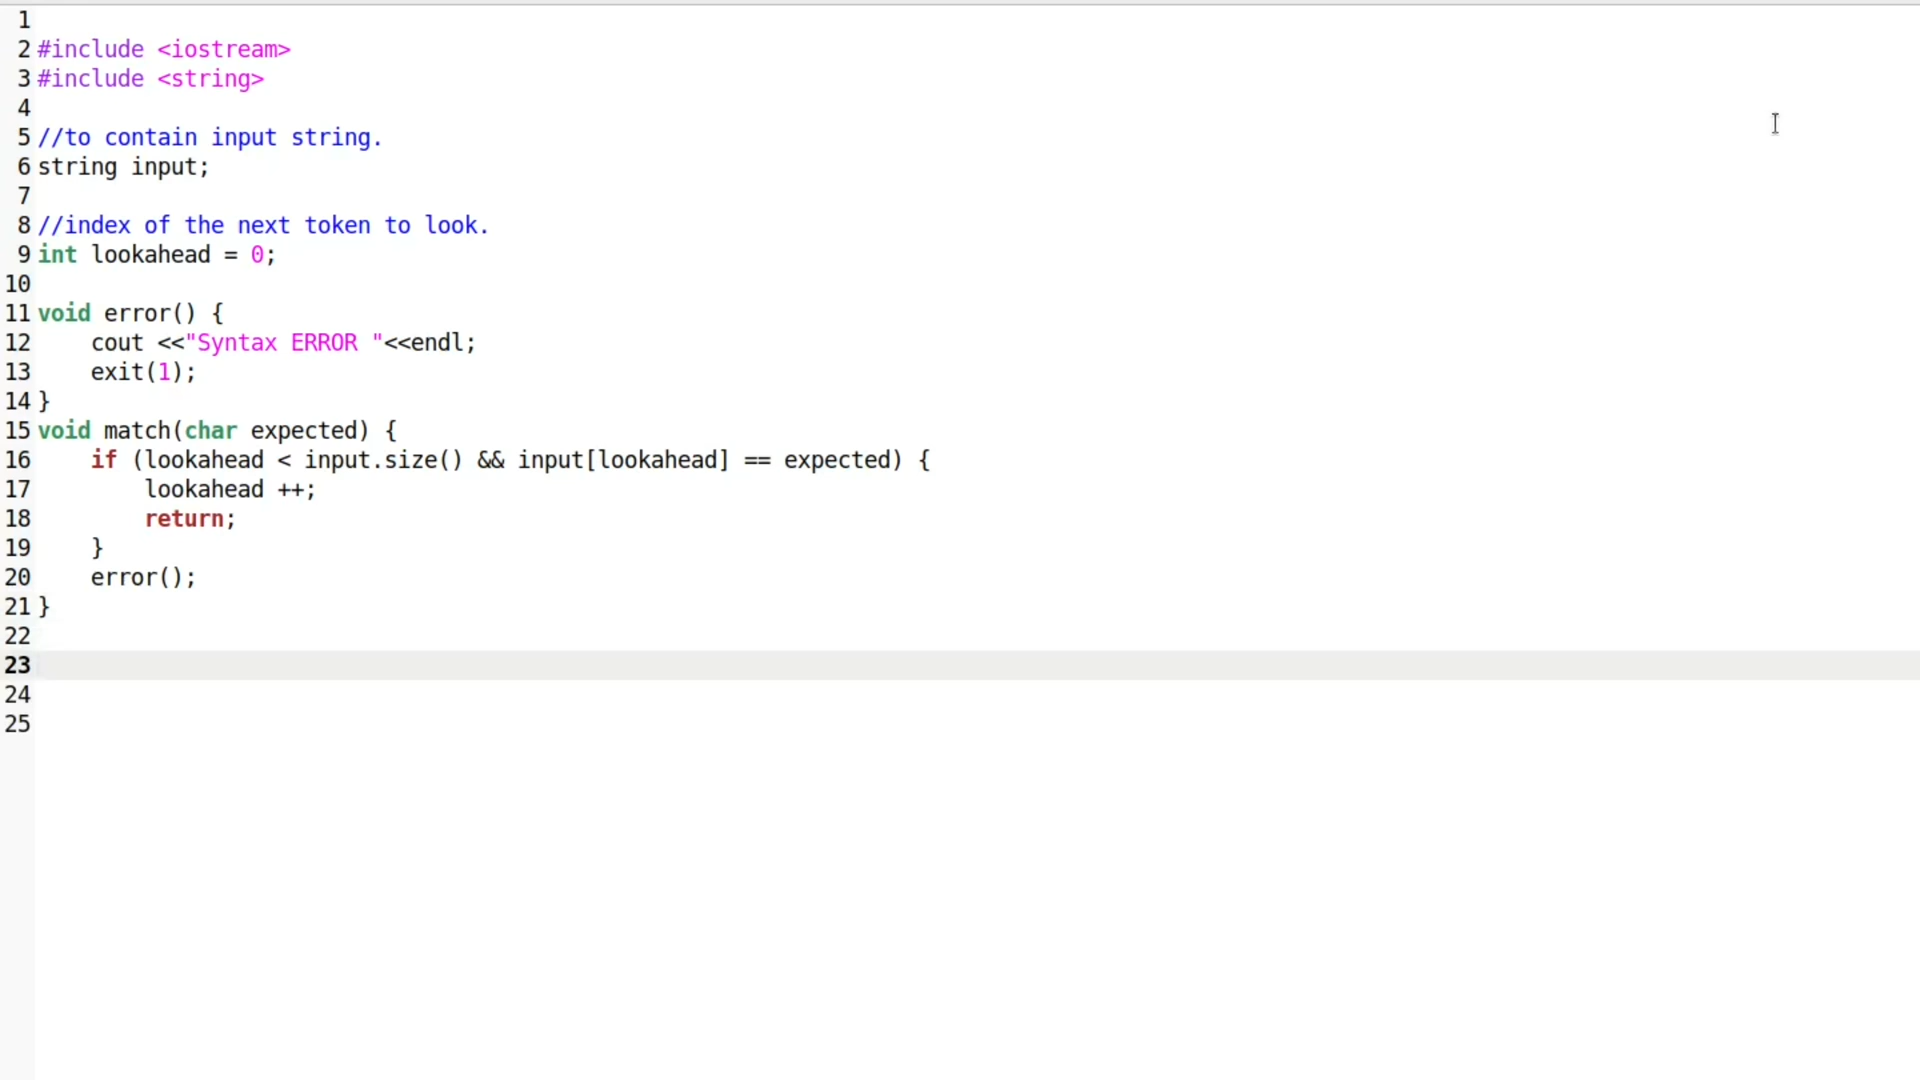 1
2 #include <iostream>
3 #include <string>
4
5 //to contain input string.
6 string input;
7
8 //index of the next token to look.
9 int lookahead = 0;
10
11 void error() {
12     cout <<"Syntax ERROR "<<endl;
13     exit(1);
14 }
15 void match(char expected) {
16     if (lookahead < input.size() && input[lookahead] == expected) {
17         lookahead ++;
18         return;
19     }
20     error();
21 }
22
23
24
25